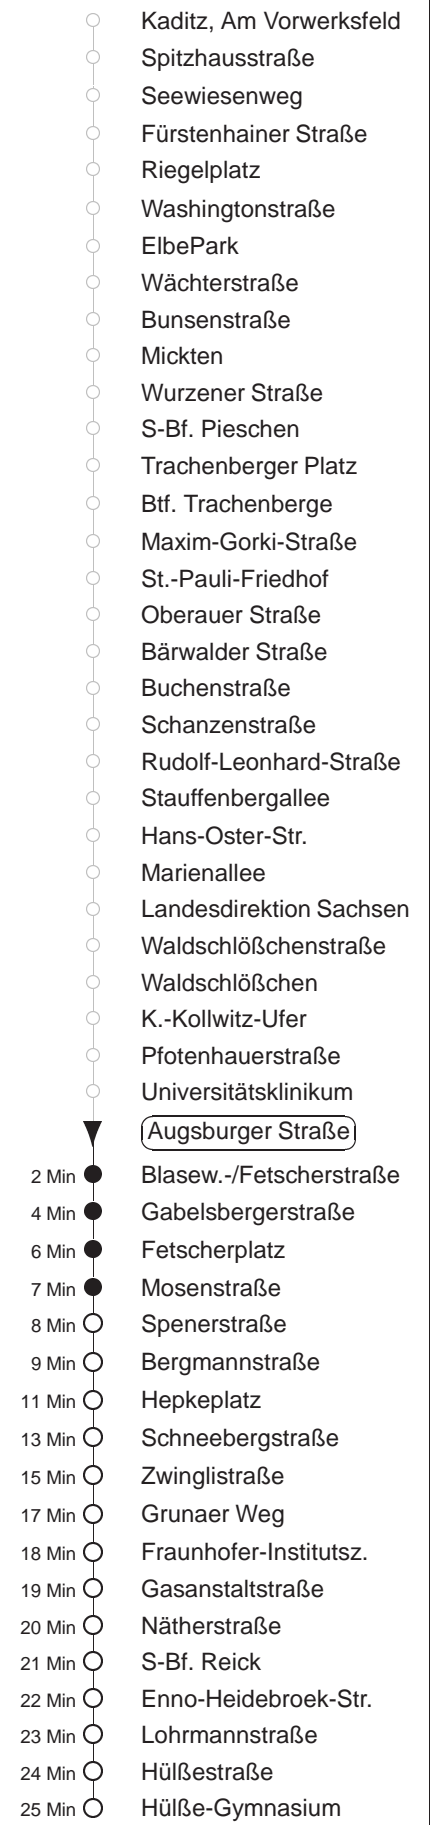 Kaditz, Am Vorwerksfeld
Spitzhausstraße
Seewiesenweg
Fürstenhainer Straße
Riegelplatz
Washingtonstraße
ElbePark
Wächterstraße
Bunsenstraße
Mickten
Wurzener Straße
S-Bf. Pieschen
Trachenberger Platz
Btf. Trachenberge
Maxim-Gorki-Straße
St.-Pauli-Friedhof
Oberauer Straße
Bärwalder Straße
Buchenstraße
Schanzenstraße
Rudolf-Leonhard-Straße
Stauffenbergallee
Hans-Oster-Str.
Marienallee
Landesdirektion Sachsen
Waldschlößchenstraße
Waldschlößchen
K.-Kollwitz-Ufer
Pfotenhauerstraße
Universitätsklinikum
Augsburger Straße
2 Min Blasew.-/Fetscherstraße
4 Min Gabelsbergerstraße
6 Min Fetscherplatz
7 Min Mosenstraße
8 Min Spenerstraße
9 Min Bergmannstraße
11 Min Hepkeplatz
13 Min Schneebergstraße
15 Min Zwinglistraße
17 Min Grunaer Weg
18 Min Fraunhofer-Institutsz.
19 Min Gasanstaltstraße
20 Min Nätherstraße
21 Min S-Bf. Reick
22 Min Enno-Heidebroek-Str.
23 Min Lohrmannstraße
24 Min Hülßestraße
25 Min Hülße-Gymnasium